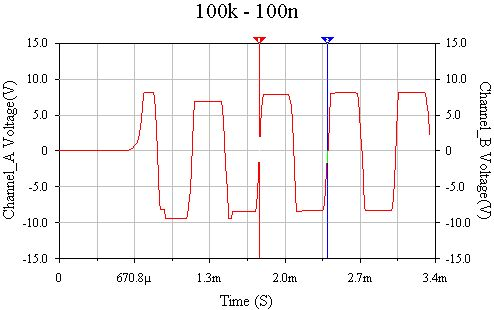 100k - 100n
1 2
15.0 15.0
10.0 10.0
5.0 5.0
0 0
-5.0 -5.0
-10.0 -10.0
-15.0 -15.0
Channel_A Voltage(V)
Channel_B Voltage(V)
0 670.8µ 1.3m 2.0m 2.7m 3.4m
Time (S)